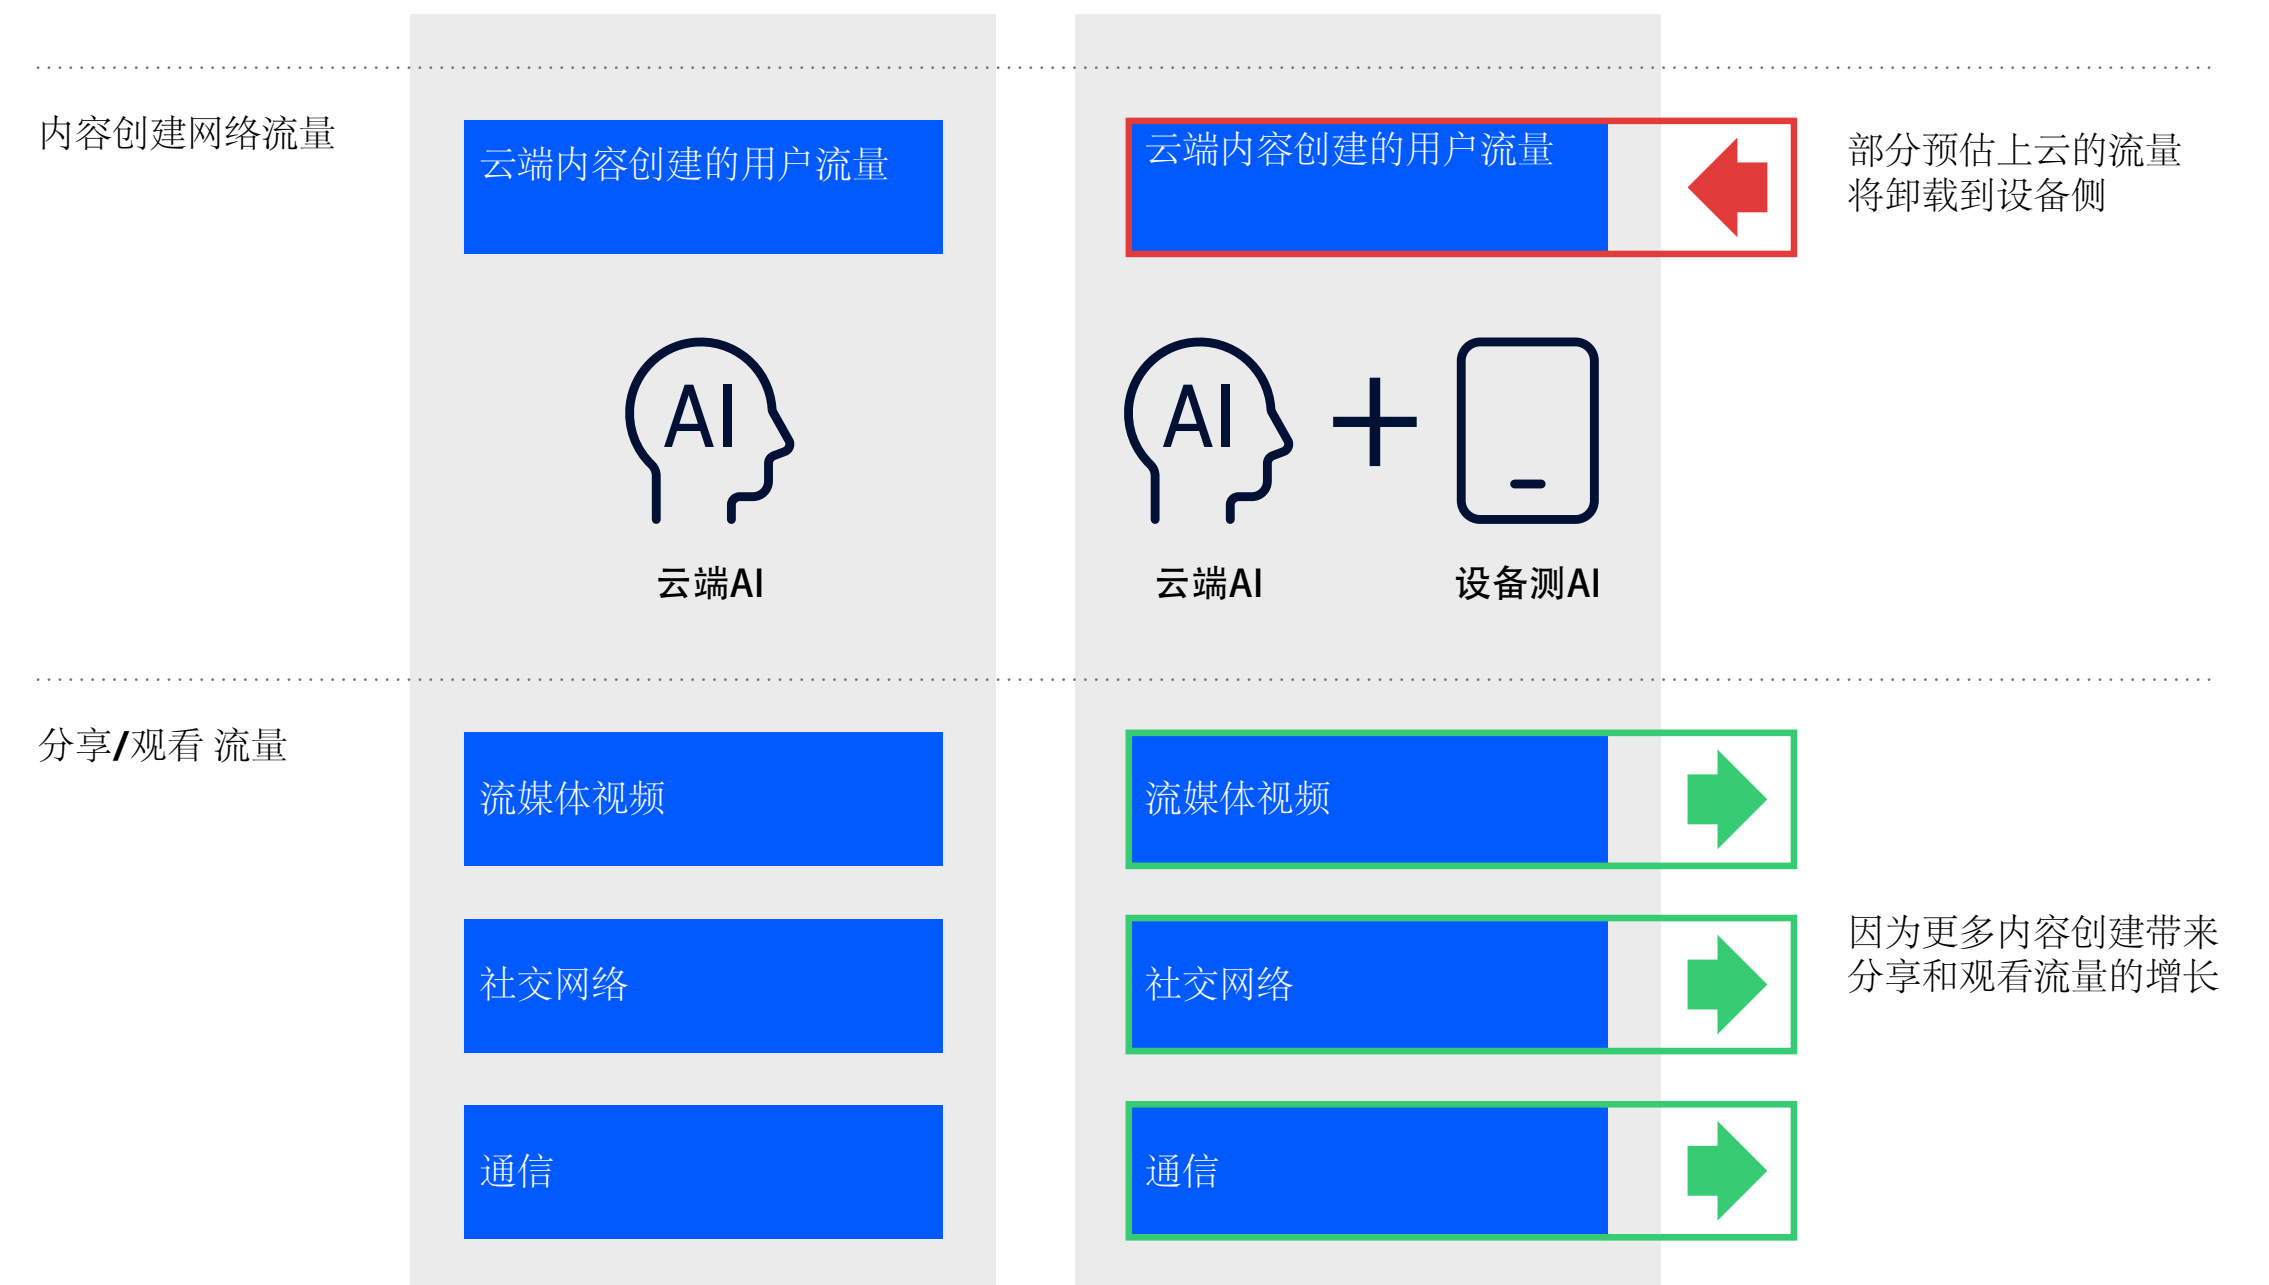 内容创建网络流量
云端内容创建的用户流量
云端内容创建的用户流量
部分预估上云的流量
将卸载到设备侧
AI
AI
云端AI
云端AI
设备测AI
分享/观看 流量
流媒体视频
流媒体视频
社交网络
社交网络
因为更多内容创建带来
分享和观看流量的增长
通信
通信